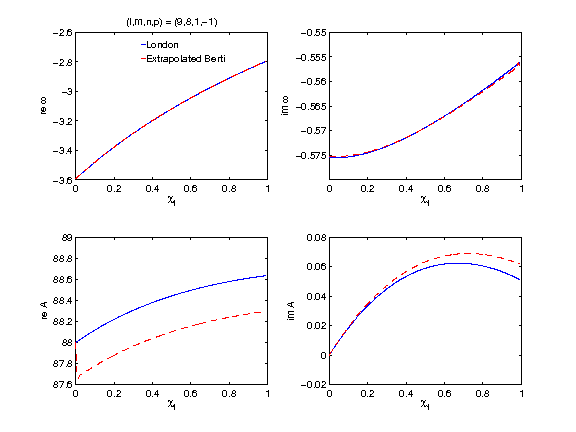 (l,m,n,p) = (9,8,1,−1)
London
Extrapolated Berti
re ω
−2.6
−2.8
−3
−3.2
−3.4
−3.6
0 0.2 0.4 0.6 0.8 1
χf
im ω
−0.55
−0.555
−0.56
−0.565
−0.57
−0.575
0 0.2 0.4 0.6 0.8 1
χf
re A
89
88.8
88.6
88.4
88.2
88
87.8
87.6
0 0.2 0.4 0.6 0.8 1
χf
im A
0.08
0.06
0.04
0.02
0
−0.02
0 0.2 0.4 0.6 0.8 1
χf